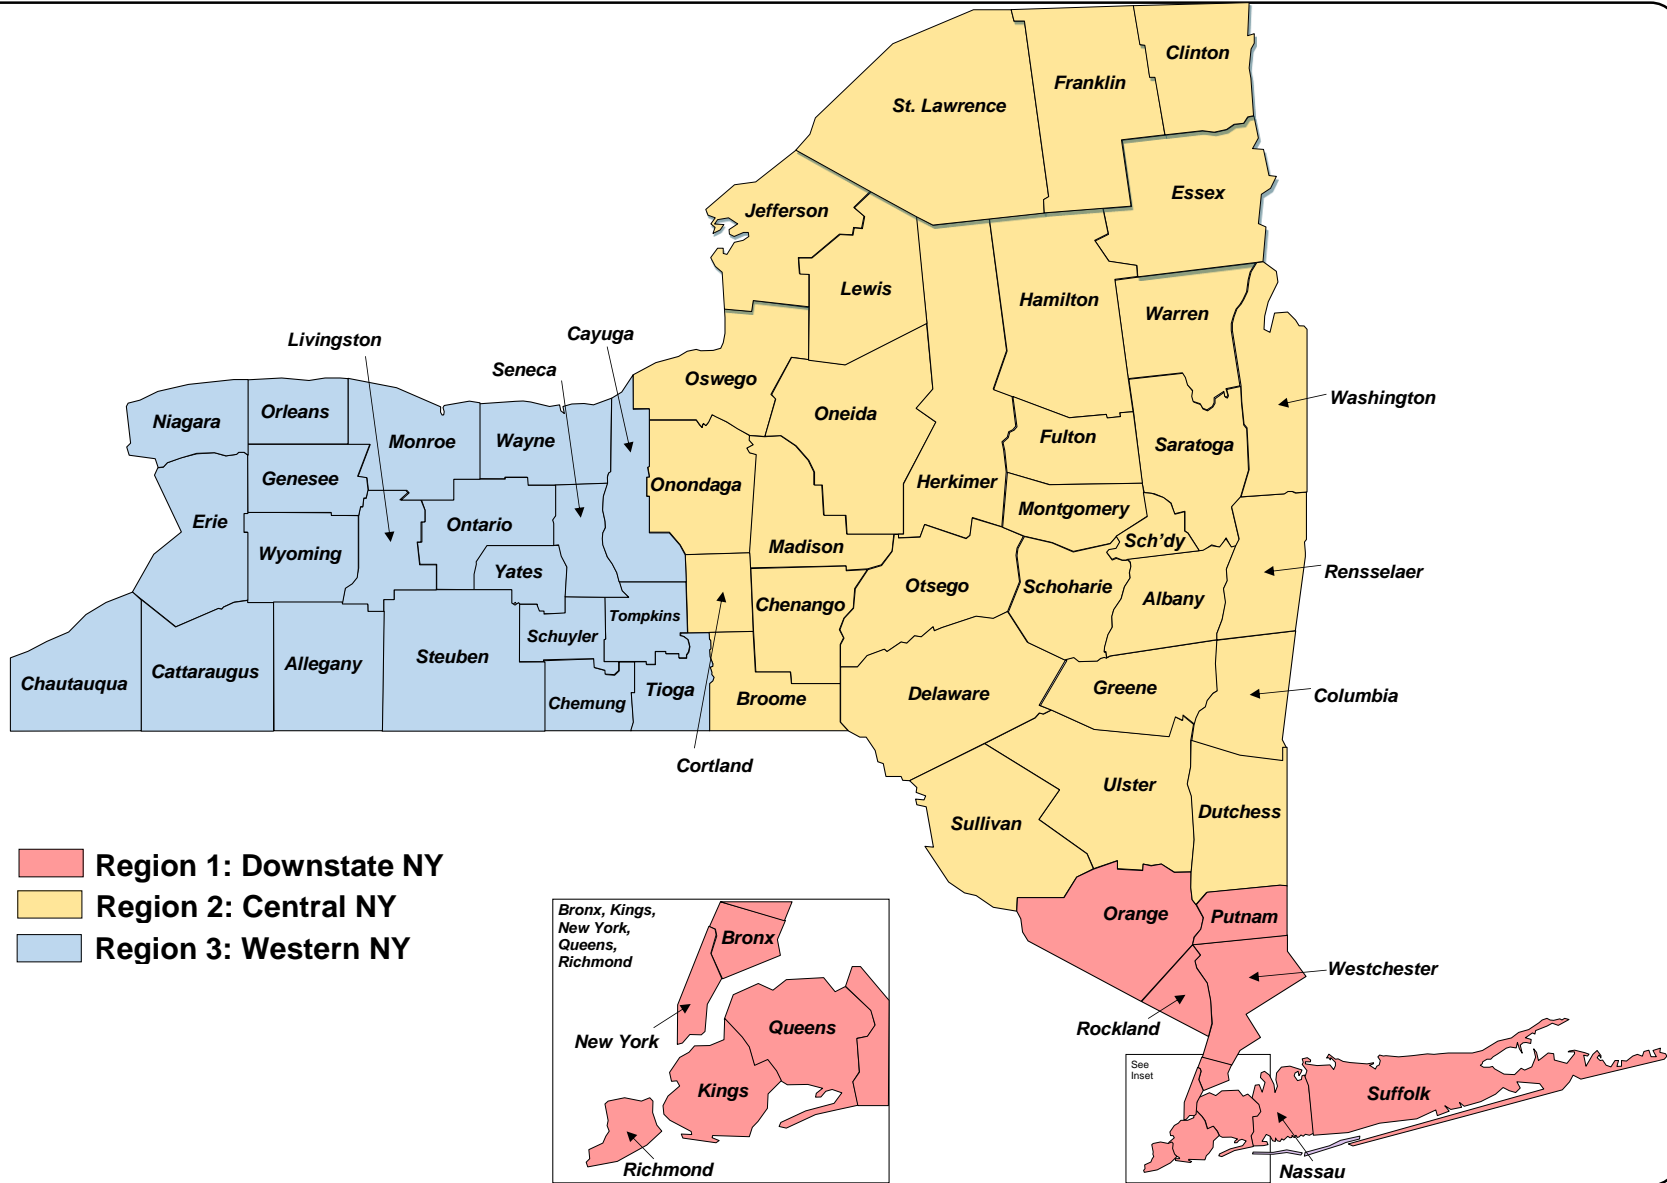 Clinton
Franklin
St. Lawrence
Essex
Jefferson
Lewis
Hamilton
Warren
Livingston
Cayuga
Seneca
Oswego
Washington
Niagara
Orleans
Monroe
Wayne
Oneida
Fulton
Saratoga
Genesee
Onondaga
Herkimer
Erie
Ontario
Montgomery
Wyoming
Madison
Sch'dy
Yates
Otsego
Schoharie
Rensselaer
Albany
Chenango
Tompkins
Schuyler
Chautauqua
Cattaraugus
Allegany
Steuben
Chemung
Tioga
Broome
Delaware
Greene
Columbia
Cortland
Ulster
Sullivan
Dutchess
Region 1: Downstate NY
Region 2: Central NY
Region 3: Western NY
Orange
Putnam
Westchester
Rockland
Bronx, Kings,
New York,
Queens,
Richmond
Bronx
New York
Queens
Kings
Richmond
See
Inset
Suffolk
Nassau